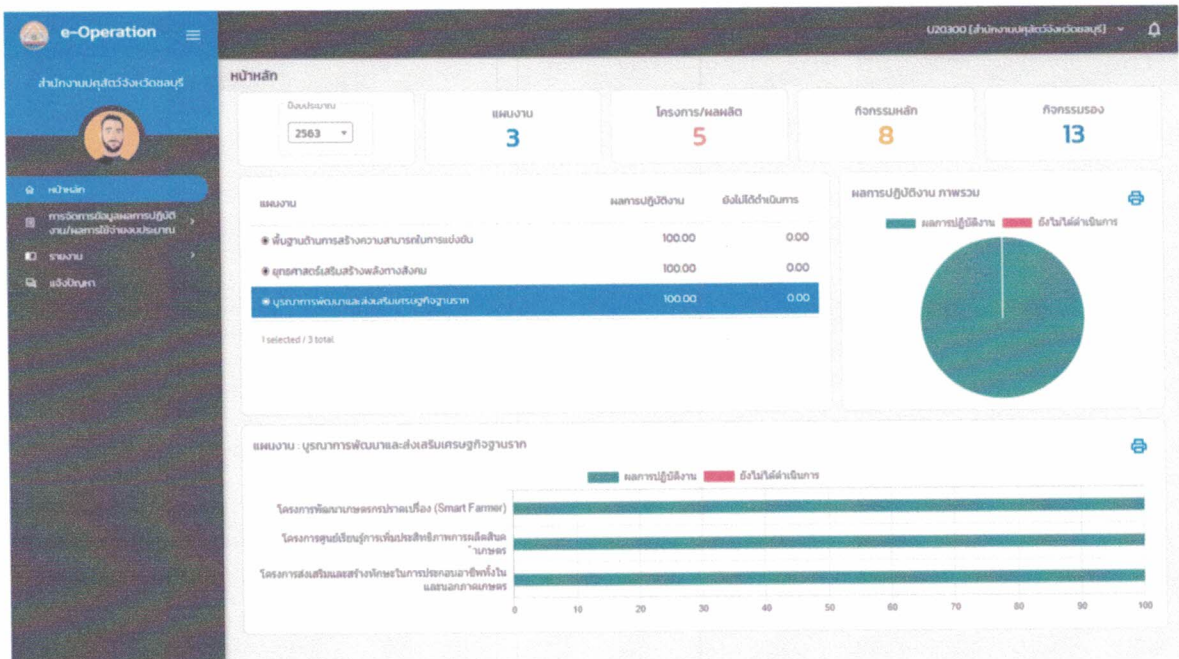 e-Operation
U20300 [สำนักงานปศุสัตว์จังหวัดชลบุรี]
สำนักงานปศุสัตว์จังหวัดชลบุรี
หน้าหลัก
การจัดการข้อมูลผลการปฏิบัติ
งาน/ผลการใช้จ่ายงบประมาณ
รายงาน
แจ้งปัญหา
หน้าหลัก
ปีงบประมาณ
2563
แผนงาน
3
โครงการ/ผลผลิต
5
กิจกรรมหลัก
8
กิจกรรมรอง
13
แผนงาน ผลการปฏิบัติงาน ยังไม่ได้ดำเนินการ
พื้นฐานด้านการสร้างความสามารถในการแข่งขัน 100.00 0.00
ยุทธศาสตร์เสริมสร้างพลังทางสังคม 100.00 0.00
บูรณาการพัฒนาและส่งเสริมเศรษฐกิจฐานราก 100.00 0.00
1 selected / 3 total
ผลการปฏิบัติงาน ภาพรวม
ผลการปฏิบัติงาน ยังไม่ได้ดำเนินการ
แผนงาน : บูรณาการพัฒนาและส่งเสริมเศรษฐกิจฐานราก
ผลการปฏิบัติงาน ยังไม่ได้ดำเนินการ
โครงการพัฒนาเกษตรกรปราดเปรื่อง (Smart Farmer)
โครงการศูนย์เรียนรู้การเพิ่มประสิทธิภาพการผลิตสินค
้าเกษตร
โครงการส่งเสริมและสร้างทักษะในการประกอบอาชีพทั้งใน
และนอกภาคเกษตร
0 10 20 30 40 50 60 70 80 90 100